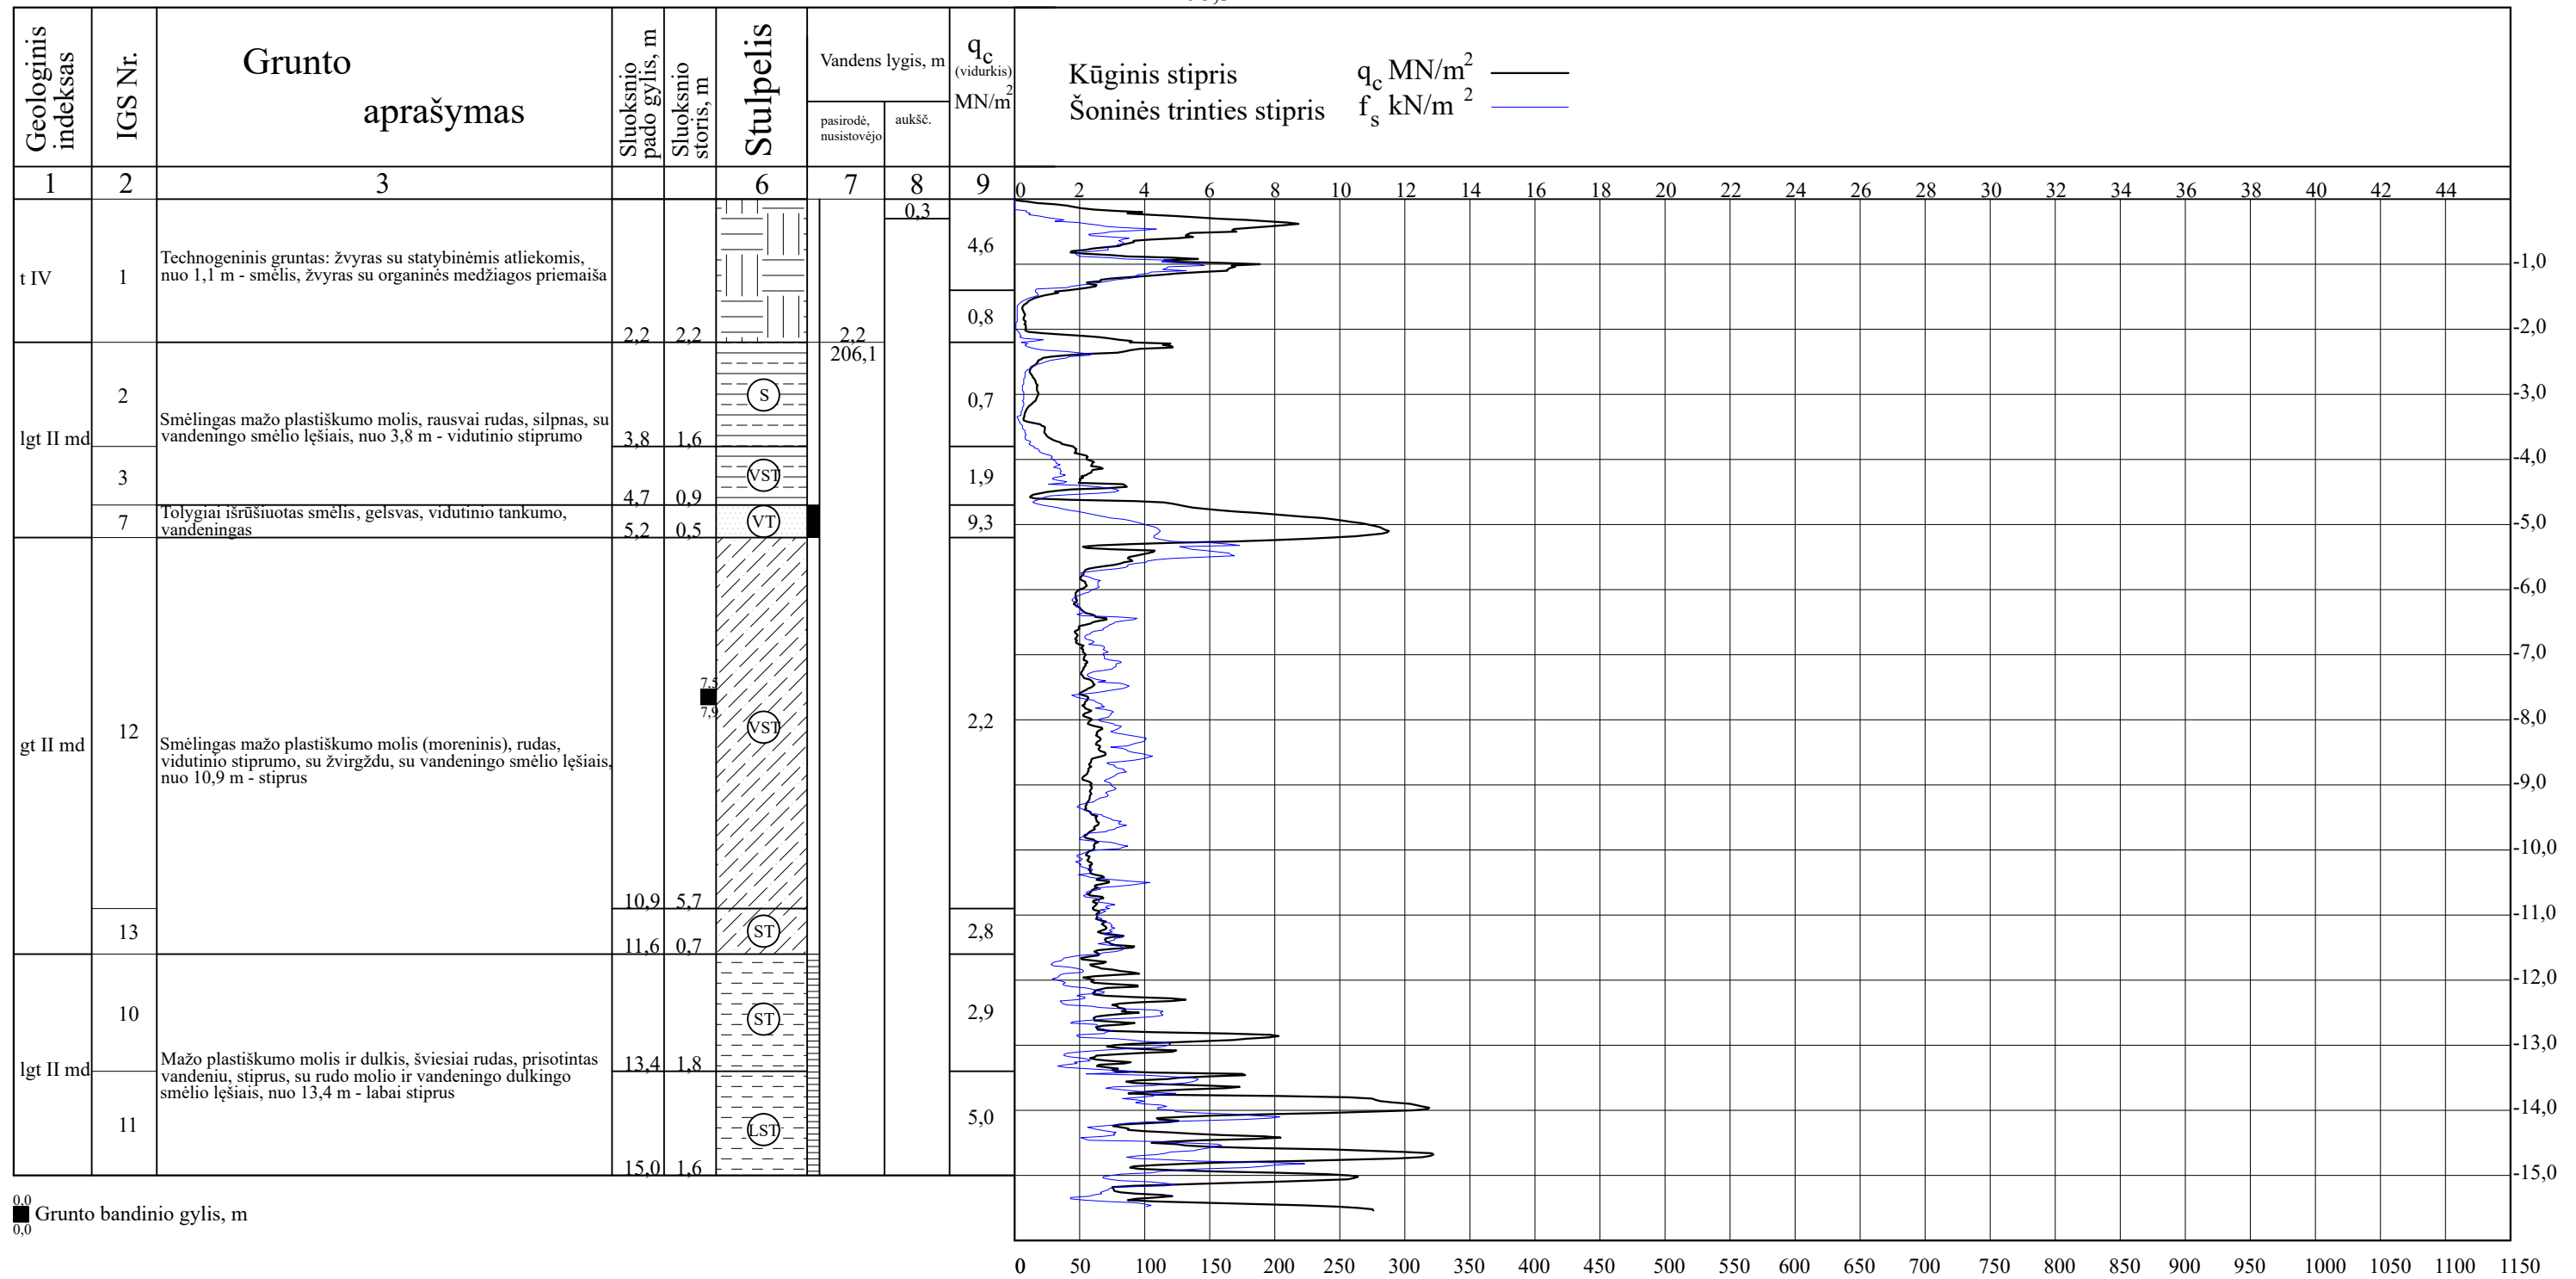 Geologinis indeksas
IGS Nr.
Grunto
aprašymas
Sluoksnio pado gylis, m
Sluoksnio storis, m
Stulpelis
Vandens lygis, m
pasirodė, nusistovėjo
aukšč.
qc
(vidurkis)
MN/m2
Kūginis stipris qc MN/m2
Šoninės trinties stipris fs kN/m 2
1 2 3 6 7 8 9
0 2 4 6 8 10 12 14 16 18 20 22 24 26 28 30 32 34 36 38 40 42 44
0,3
4,6
t IV
1
Technogeninis gruntas: žvyras su statybinėmis atliekomis,
nuo 1,1 m - smėlis, žvyras su organinės medžiagos priemaiša
0,8
2,2 2,2 2,2
206,1
lgt II md
2
S
0,7
Smėlingas mažo plastiškumo molis, rausvai rudas, silpnas, su
vandeningo smėlio lęšiais, nuo 3,8 m - vidutinio stiprumo
3,8 1,6
3
VST
1,9
4,7 0,9
7
Tolygiai išrūšiuotas smėlis, gelsvas, vidutinio tankumo,
vandeningas
5,2 0,5
VT
9,3
7,5
7,9
gt II md
12
VST
2,2
Smėlingas mažo plastiškumo molis (moreninis), rudas,
vidutinio stiprumo, su žvirgždu, su vandeningo smėlio lęšiais,
nuo 10,9 m - stiprus
10,9 5,7
13
ST
2,8
11,6 0,7
10
ST
2,9
lgt II md
Mažo plastiškumo molis ir dulkis, šviesiai rudas, prisotintas
vandeniu, stiprus, su rudo molio ir vandeningo dulkingo
smėlio lęšiais, nuo 13,4 m - labai stiprus
13,4 1,8
11
LST
5,0
15,0 1,6
-1,0
-2,0
-3,0
-4,0
-5,0
-6,0
-7,0
-8,0
-9,0
-10,0
-11,0
-12,0
-13,0
-14,0
-15,0
0,0
Grunto bandinio gylis, m
0,0
0 50 100 150 200 250 300 350 400 450 500 550 600 650 700 750 800 850 900 950 1000 1050 1100 1150